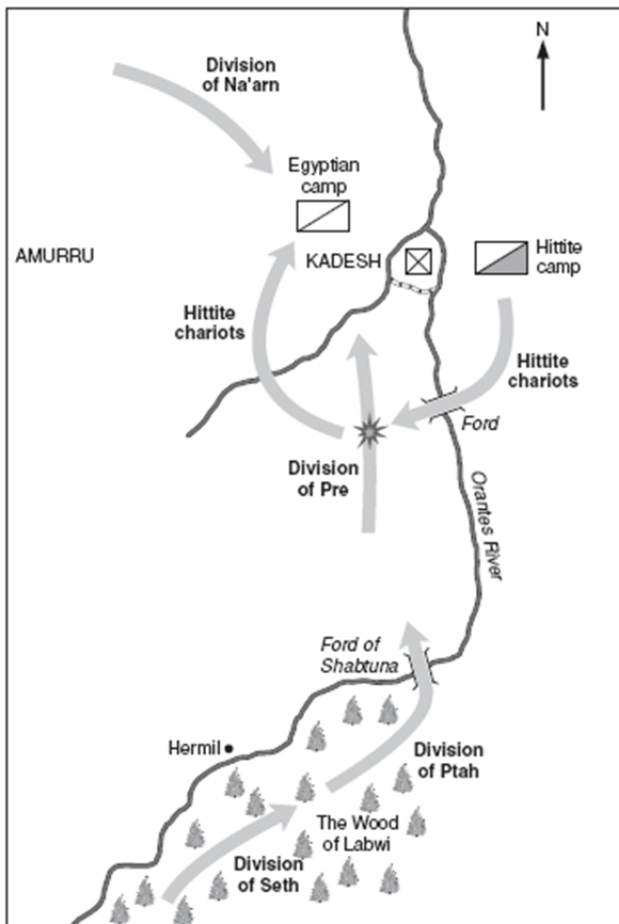 N
Division
of Na'arn
Egyptian
camp
AMURRU
KADESH
Hittite
camp
Hittite
chariots
Hittite
chariots
Ford
Division
of Pre
Orantes River
Ford of
Shabtuna
Hermil
Division
of Ptah
The Wood
of Labwi
Division
of Seth